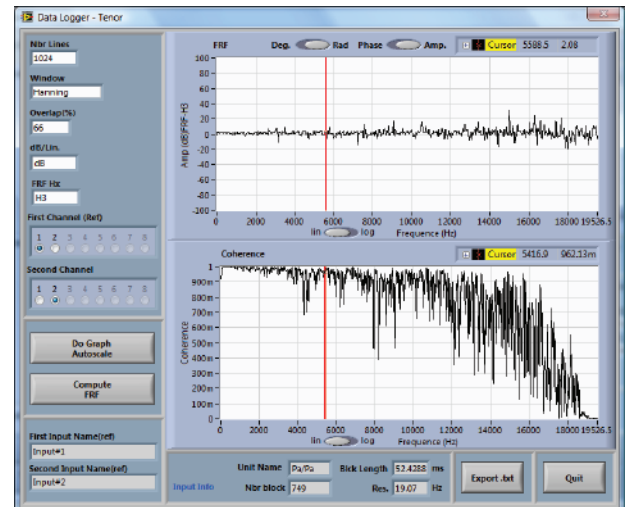 Data Logger - Tenor
Nbr Lines
1024
Window
Hanning
Overlap(%)
66
dB/Lin.
dB
FRF Hx
H3
First Channel (Ref)
1 2 3 4 5 6 7 8
Second Channel
1 2 3 4 5 6 7 8
Do Graph
Autoscale
Compute
FRF
First Input Name(ref)
Input#1
Second Input Name(ref)
Input#2
FRF Deg. Rad Phase Amp. Cursor 5588.5 2.08
Amp (dB)FRF-H3
100
80
60
40
20
0
-20
-40
-60
-80
-100
0 2000 4000 6000 8000 10000 12000 14000 16000 18000 19526.5
lin log Frequence (Hz)
Coherence Cursor 5416.9 962.13m
Coherence
1
900m
800m
700m
600m
500m
400m
300m
200m
100m
0
0 2000 4000 6000 8000 10000 12000 14000 16000 18000 19526.5
lin log Frequence (Hz)
Input Info
Unit Name Pa/Pa Blck Length 52.4288 ms
Nbr block 749 Res. 19.07 Hz
Export .txt
Quit